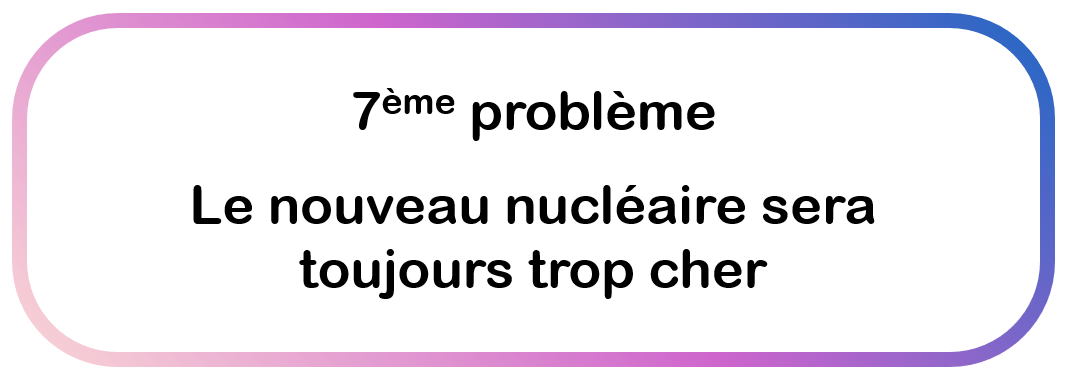 7ème problème
Le nouveau nucléaire sera
toujours trop cher